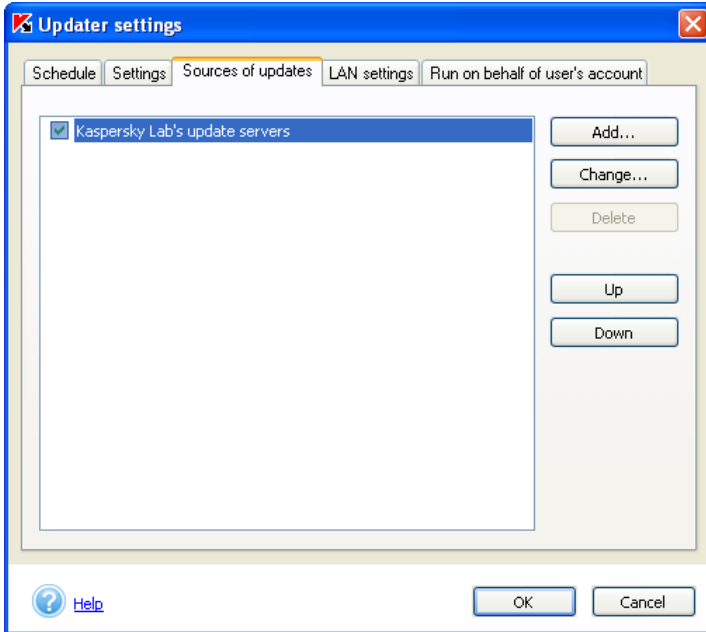 Updater settings
Schedule Settings Sources of updates LAN settings Run on behalf of user's account
Kaspersky Lab's update servers
Add...
Change...
Delete
Up
Down
Help
OK Cancel